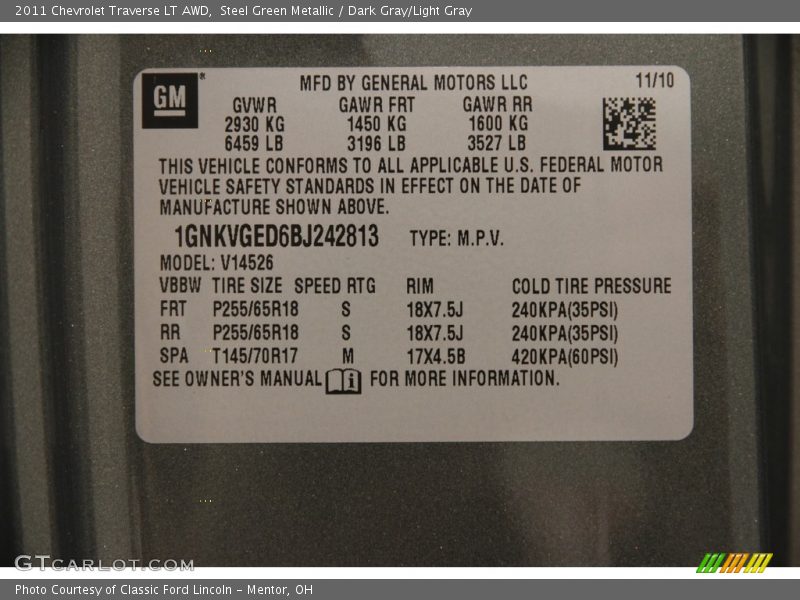 2011 Chevrolet Traverse LT AWD, Steel Green Metallic / Dark Gray/Light Gray
GM
MFD BY GENERAL MOTORS LLC 11/10
GVWR GAWR FRT GAWR RR
2930 KG 1450 KG 1600 KG
6459 LB 3196 LB 3527 LB
THIS VEHICLE CONFORMS TO ALL APPLICABLE U.S. FEDERAL MOTOR
VEHICLE SAFETY STANDARDS IN EFFECT ON THE DATE OF
MANUFACTURE SHOWN ABOVE.
1GNKVGED6BJ242813 TYPE: M.P.V.
MODEL: V14526
VBBW TIRE SIZE SPEED RTG RIM COLD TIRE PRESSURE
FRT P255/65R18 S 18X7.5J 240KPA(35PSI)
RR P255/65R18 S 18X7.5J 240KPA(35PSI)
SPA T145/70R17 M 17X4.5B 420KPA(60PSI)
SEE OWNER'S MANUAL FOR MORE INFORMATION.
GTCARLOT.COM
Photo Courtesy of Classic Ford Lincoln - Mentor, OH